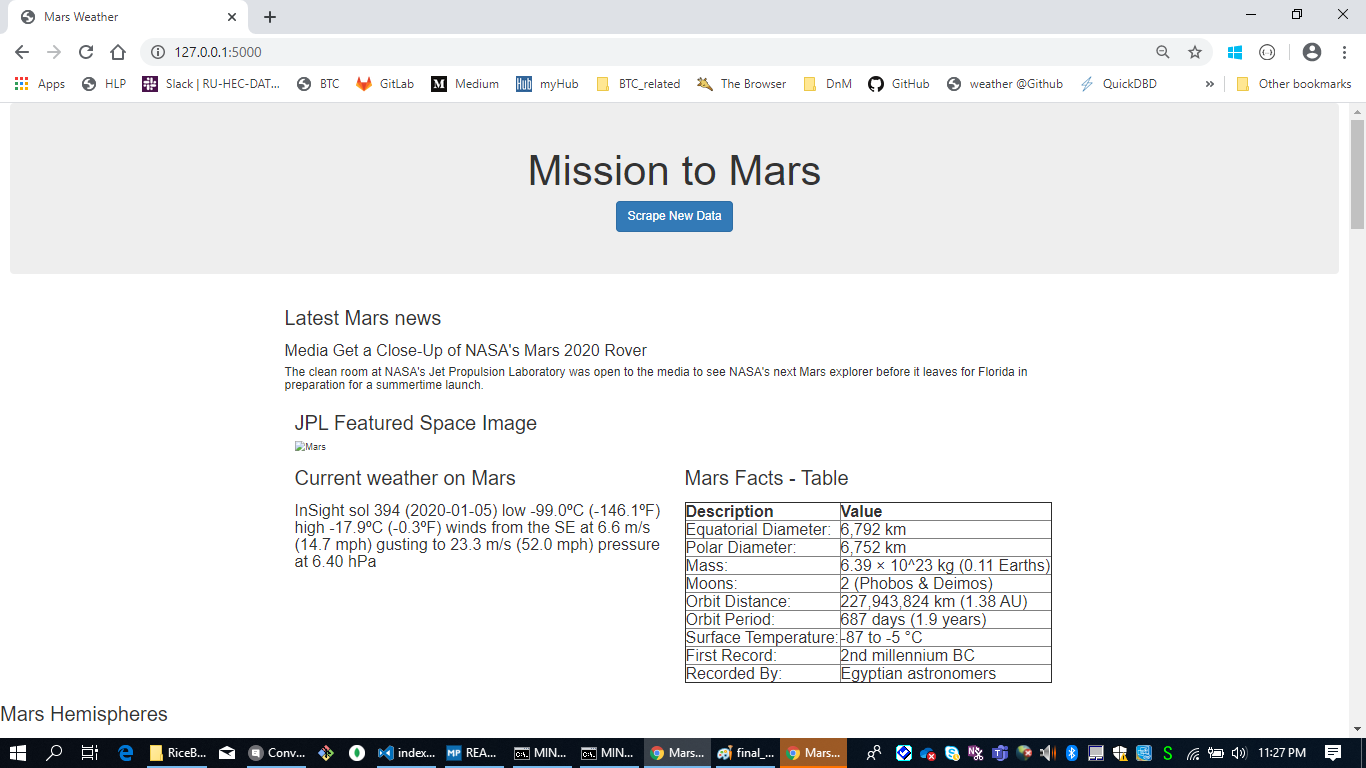 Mars Weather
127.0.0.1:5000
Apps HLP Slack | RU-HEC-DAT... BTC GitLab M Medium Hub myHub BTC_related The Browser DnM GitHub weather @Github QuickDBD » Other bookmarks
Mission to Mars
Scrape New Data
Latest Mars news
Media Get a Close-Up of NASA's Mars 2020 Rover
The clean room at NASA's Jet Propulsion Laboratory was open to the media to see NASA's next Mars explorer before it leaves for Florida in
preparation for a summertime launch.
JPL Featured Space Image
Mars
Current weather on Mars
InSight sol 394 (2020-01-05) low -99.0ºC (-146.1ºF)
high -17.9ºC (-0.3ºF) winds from the SE at 6.6 m/s
(14.7 mph) gusting to 23.3 m/s (52.0 mph) pressure
at 6.40 hPa
Mars Facts - Table
Description Value
Equatorial Diameter: 6,792 km
Polar Diameter: 6,752 km
Mass: 6.39 × 10^23 kg (0.11 Earths)
Moons: 2 (Phobos & Deimos)
Orbit Distance: 227,943,824 km (1.38 AU)
Orbit Period: 687 days (1.9 years)
Surface Temperature: -87 to -5 °C
First Record: 2nd millennium BC
Recorded By: Egyptian astronomers
Mars Hemispheres
RiceB... Conv... index... MP REA... MIN... MIN... Mars... final_... Mars... 11:27 PM